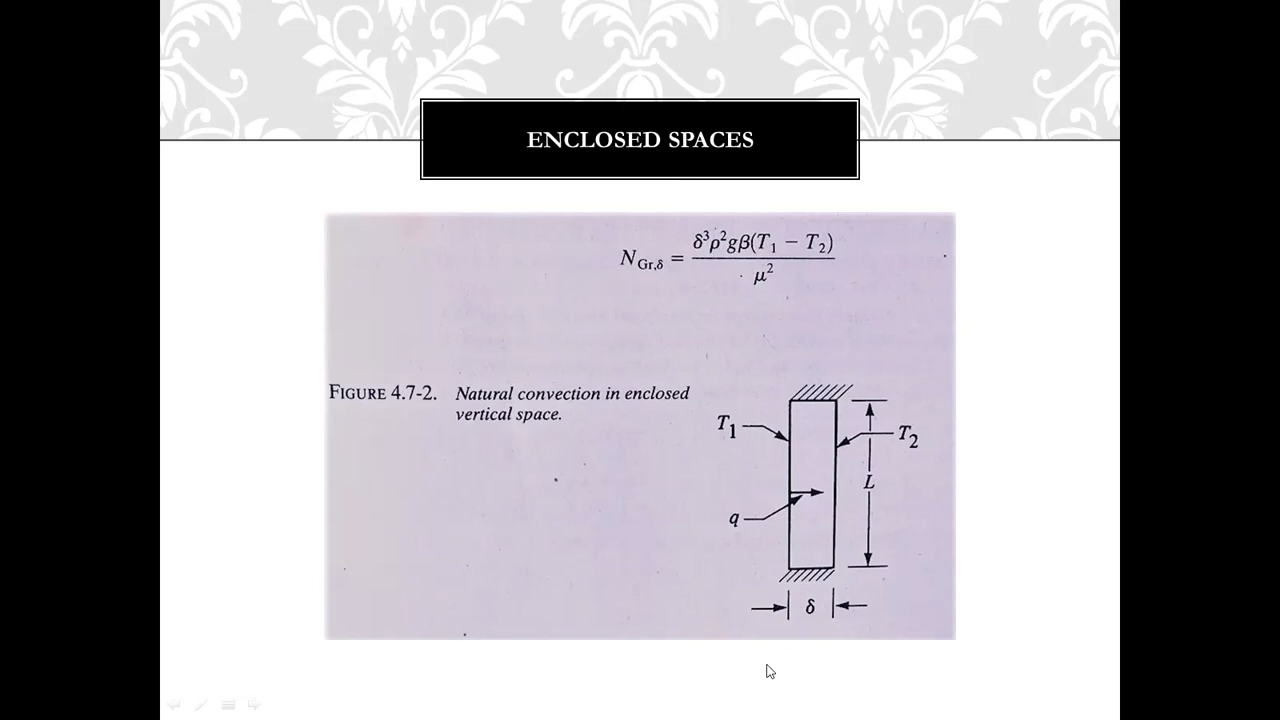 ENCLOSED SPACES
N_Gr,δ = δ³ρ²gβ(T₁ − T₂) / μ²
FIGURE 4.7-2. Natural convection in enclosed
vertical space.
T₁
T₂
L
q
δ